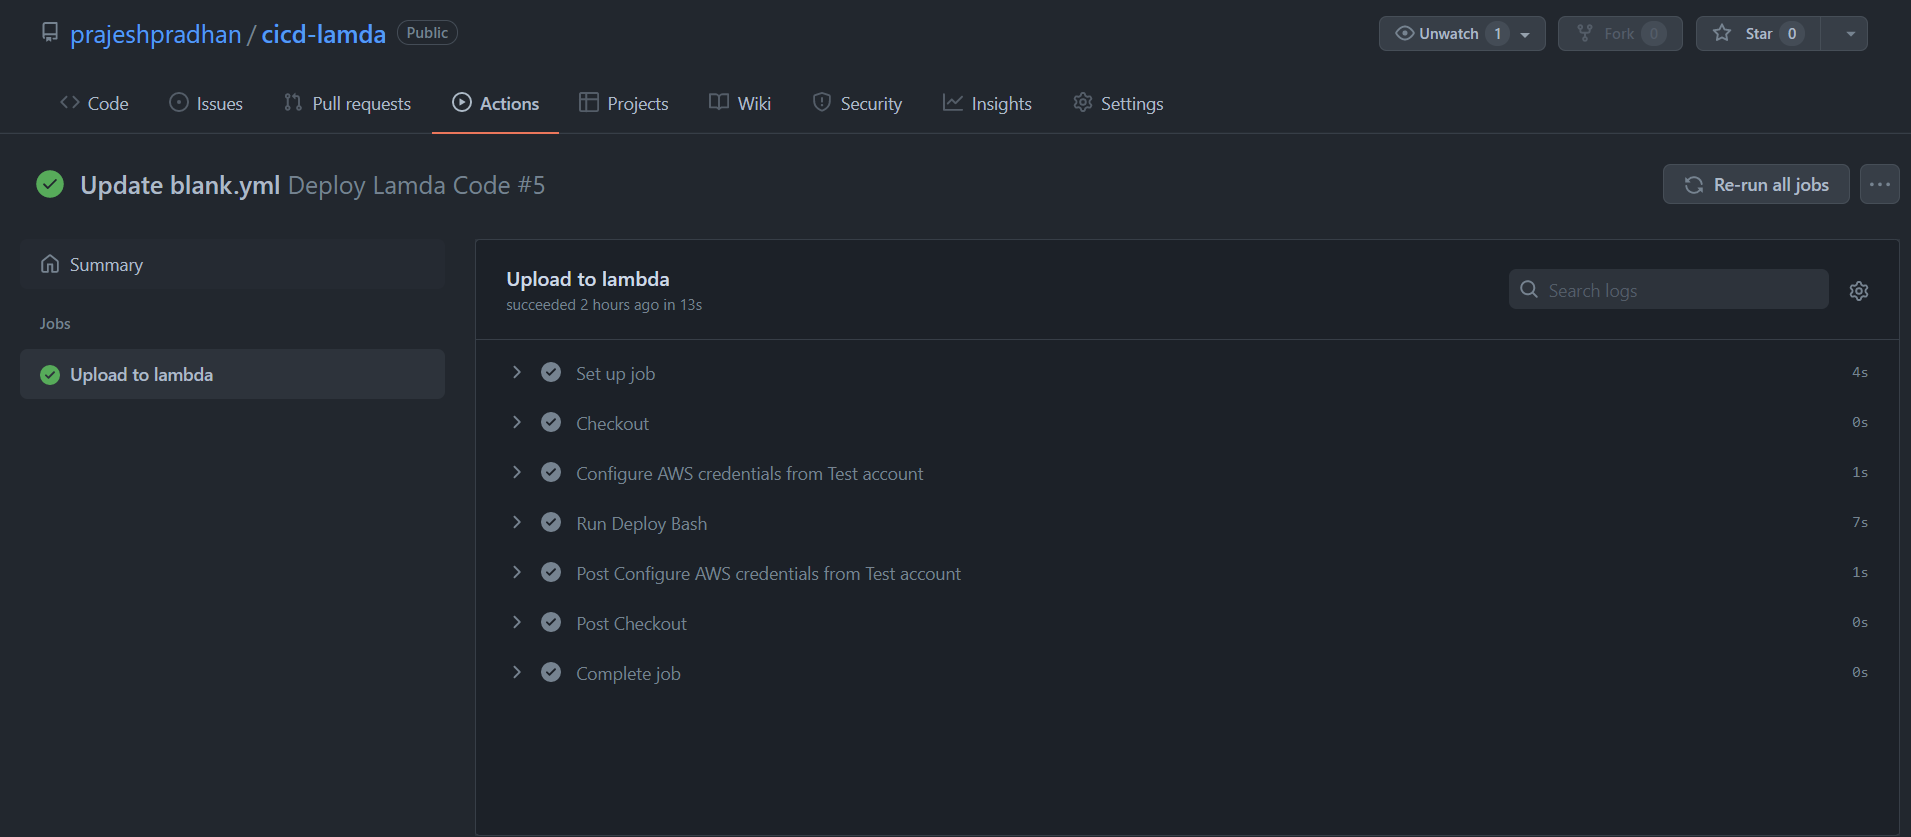 prajeshpradhan / cicd-lamda Public Unwatch 1 Fork 0 Star 0
Code Issues Pull requests Actions Projects Wiki Security Insights Settings
Update blank.yml Deploy Lamda Code #5 Re-run all jobs ...
Summary
Jobs
Upload to lambda
Upload to lambda
succeeded 2 hours ago in 13s
Search logs
Set up job 4s
Checkout 0s
Configure AWS credentials from Test account 1s
Run Deploy Bash 7s
Post Configure AWS credentials from Test account 1s
Post Checkout 0s
Complete job 0s